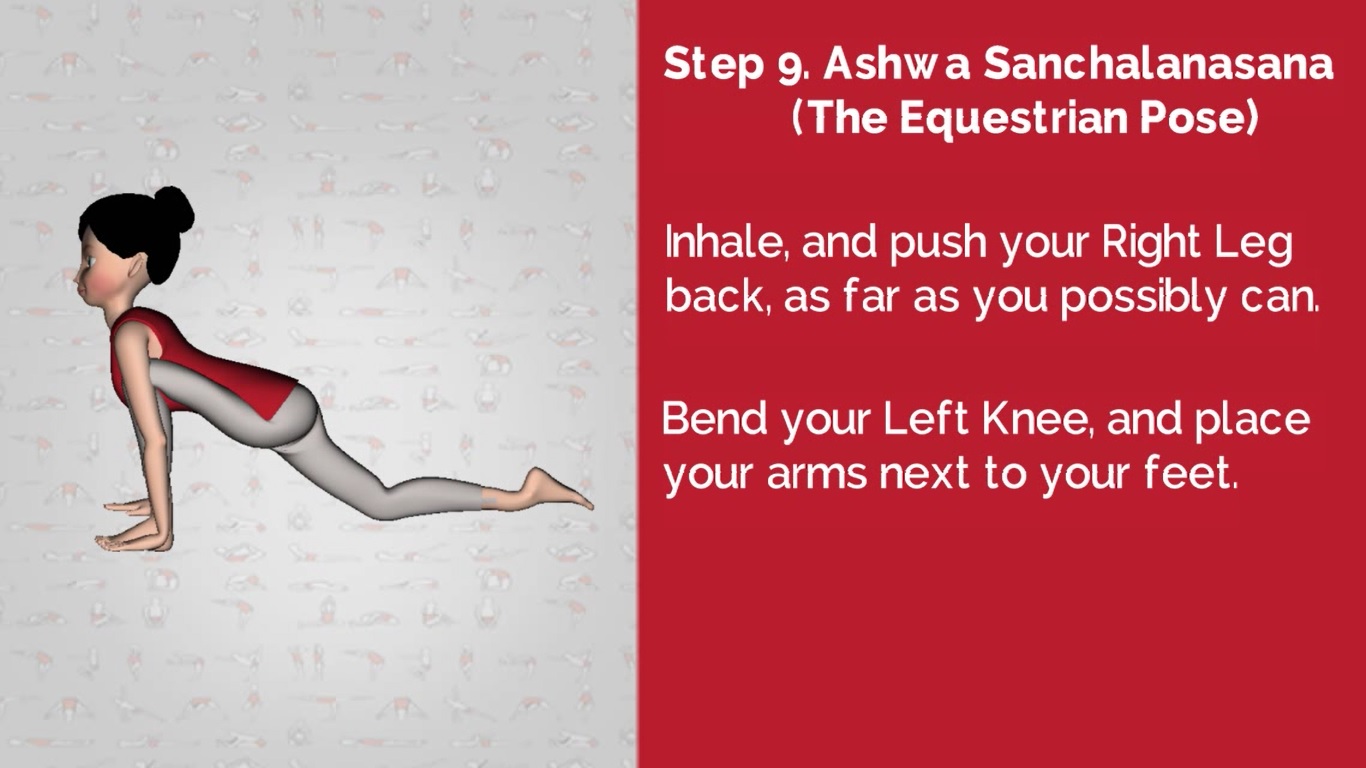 Step 9. Ashwa Sanchalanasana
(The Equestrian Pose)
Inhale, and push your Right Leg
back, as far as you possibly can.
Bend your Left Knee, and place
your arms next to your feet.